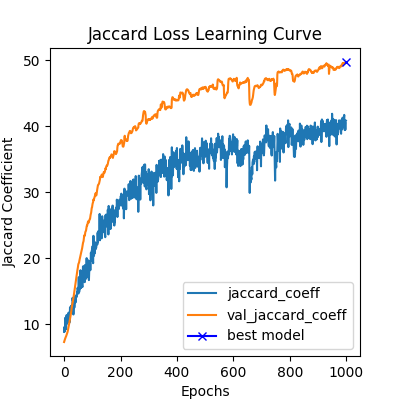 Jaccard Loss Learning Curve
Jaccard Coefficient
50
40
30
20
10
jaccard_coeff
val_jaccard_coeff
best model
0 200 400 600 800 1000
Epochs